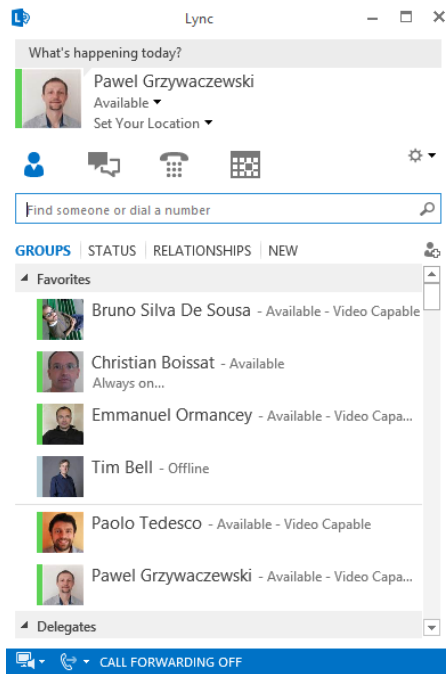 Lync
What's happening today?
Pawel Grzywaczewski
Available
Set Your Location
Find someone or dial a number
GROUPS STATUS RELATIONSHIPS NEW
Favorites
Bruno Silva De Sousa - Available - Video Capable
Christian Boissat - Available
Always on...
Emmanuel Ormancey - Available - Video Capa...
Tim Bell - Offline
Paolo Tedesco - Available - Video Capable
Pawel Grzywaczewski - Available - Video Capa...
Delegates
CALL FORWARDING OFF